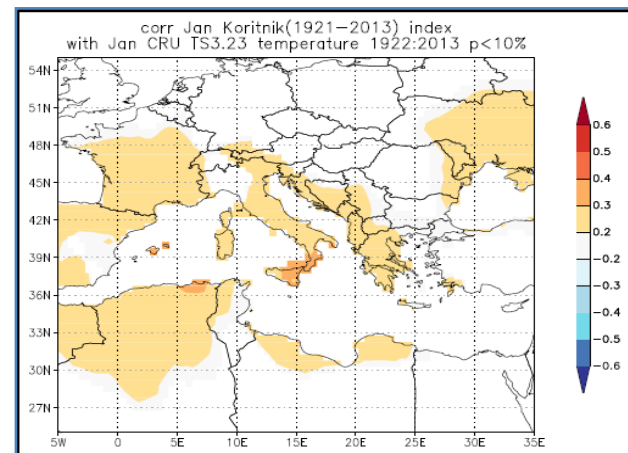 corr Jan Koritnik(1921−2013) index
with Jan CRU TS3.23 temperature 1922:2013 p<10%
54N
51N
48N
45N
42N
39N
36N
33N
30N
27N
5W 0 5E 10E 15E 20E 25E 30E 35E
0.6
0.5
0.4
0.3
0.2
−0.2
−0.3
−0.4
−0.5
−0.6